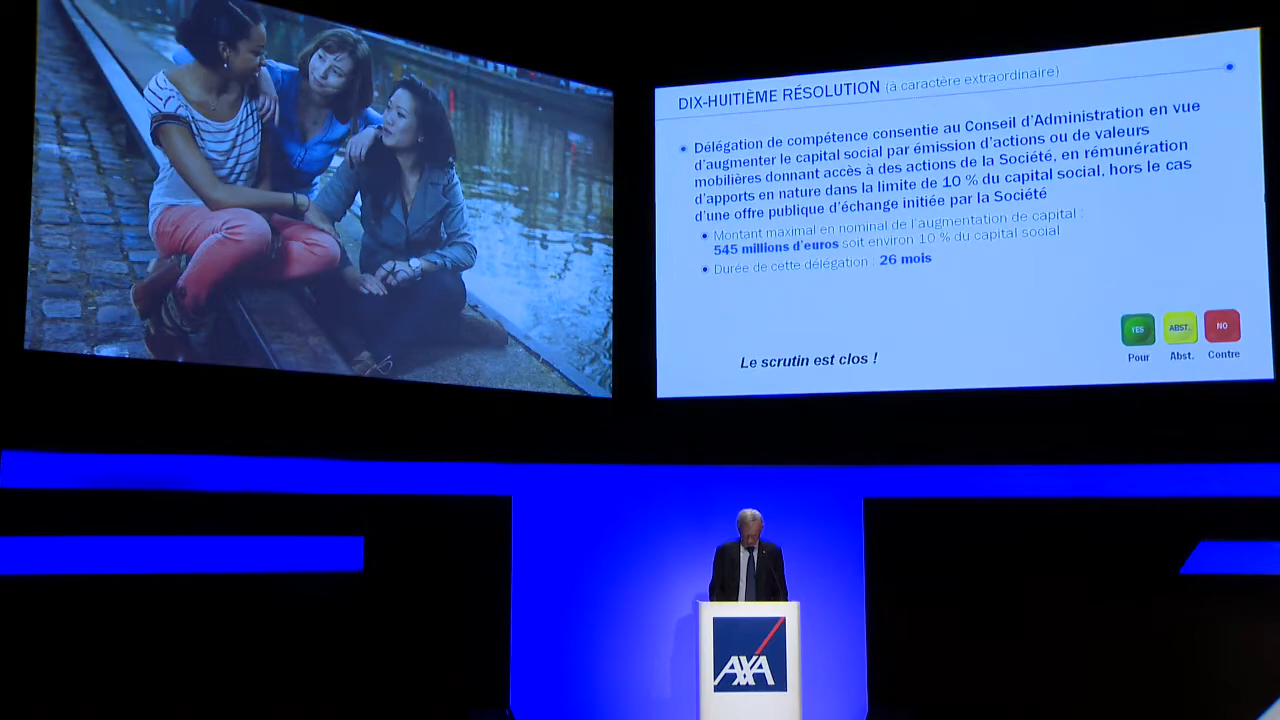 DIX-HUITIÈME RÉSOLUTION (à caractère extraordinaire)
Délégation de compétence consentie au Conseil d'Administration en vue
d'augmenter le capital social par émission d'actions ou de valeurs
mobilières donnant accès à des actions de la Société, en rémunération
d'apports en nature dans la limite de 10 % du capital social, hors le cas
d'une offre publique d'échange initiée par la Société
Montant maximal en nominal de l'augmentation de capital :
545 millions d'euros soit environ 10 % du capital social
Durée de cette délégation : 26 mois
YES ABST. NO
Pour Abst. Contre
Le scrutin est clos !
AXA